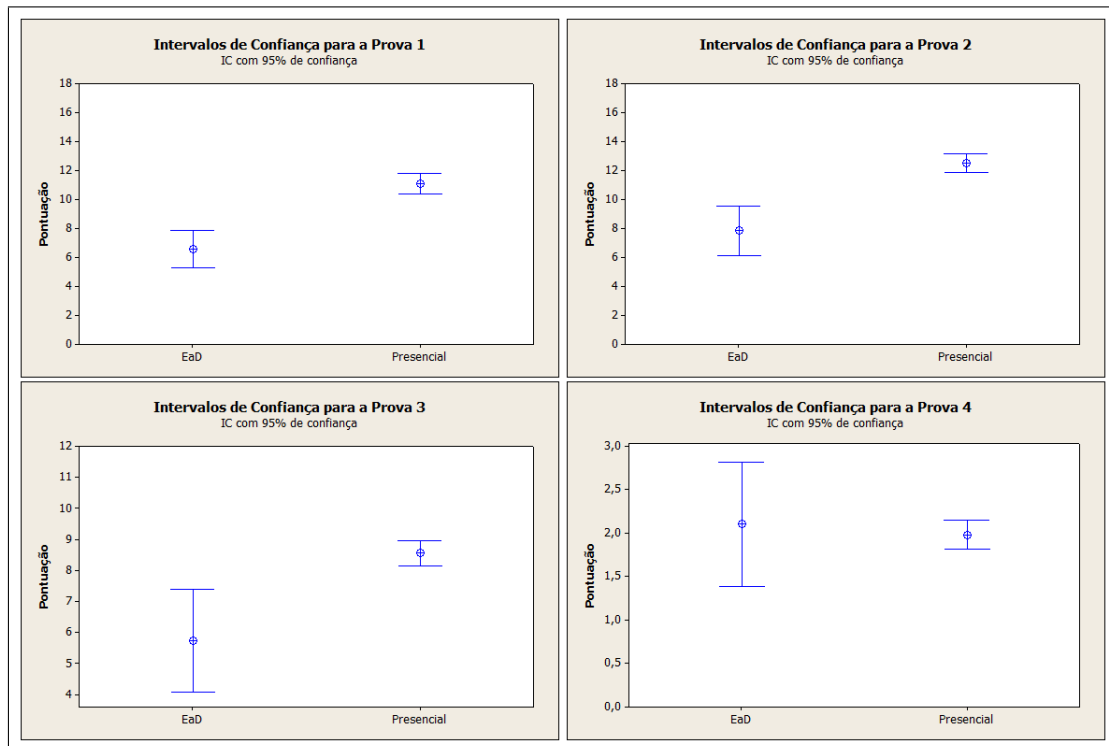 Intervalos de Confiança para a Prova 1
IC com 95% de confiança
18
16
14
12
10
8
6
4
2
0
Pontuação
EaD Presencial
Intervalos de Confiança para a Prova 2
IC com 95% de confiança
18
16
14
12
10
8
6
4
2
0
Pontuação
EaD Presencial
Intervalos de Confiança para a Prova 3
IC com 95% de confiança
12
11
10
9
8
7
6
5
4
Pontuação
EaD Presencial
Intervalos de Confiança para a Prova 4
IC com 95% de confiança
3,0
2,5
2,0
1,5
1,0
0,5
0,0
Pontuação
EaD Presencial